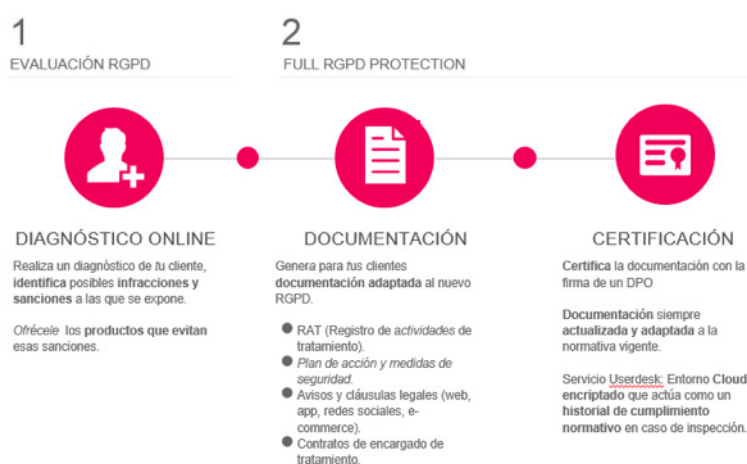 1
EVALUACIÓN RGPD
2
FULL RGPD PROTECTION
DIAGNÓSTICO ONLINE
Realiza un diagnóstico de tu cliente,
identifica posibles infracciones y
sanciones a las que se expone.
Ofrécele los productos que evitan
esas sanciones.
DOCUMENTACIÓN
Genera para tus clientes
documentación adaptada al nuevo
RGPD.
RAT (Registro de actividades de
tratamiento).
Plan de acción y medidas de
seguridad.
Avisos y cláusulas legales (web,
app, redes sociales, e-
commerce).
Contratos de encargado de
tratamiento.
CERTIFICACIÓN
Certifica la documentación con la
firma de un DPO
Documentación siempre
actualizada y adaptada a la
normativa vigente.
Servicio Userdesk: Entorno Cloud
encriptado que actúa como un
historial de cumplimiento
normativo en caso de inspección.